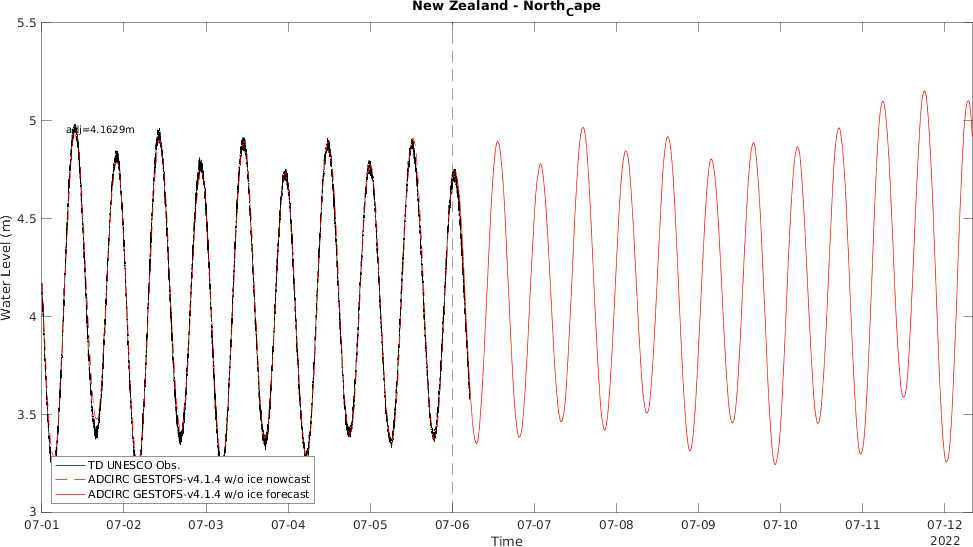 New Zealand - NorthCape
5.5
5
4.5
4
3.5
3
Water Level (m)
adj=4.1629m
TD UNESCO Obs.
ADCIRC GESTOFS-v4.1.4 w/o ice nowcast
ADCIRC GESTOFS-v4.1.4 w/o ice forecast
07-01 07-02 07-03 07-04 07-05 07-06 07-07 07-08 07-09 07-10 07-11 07-12
Time
2022